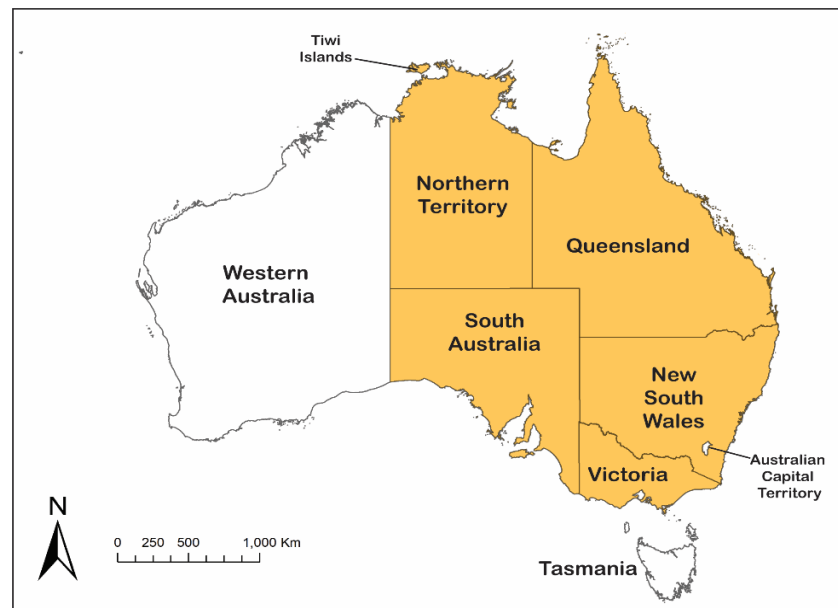 Tiwi
Islands
Northern
Territory
Queensland
Western
Australia
South
Australia
New
South
Wales
Victoria
Australian
Capital
Territory
N
0 250 500 1,000 Km
Tasmania